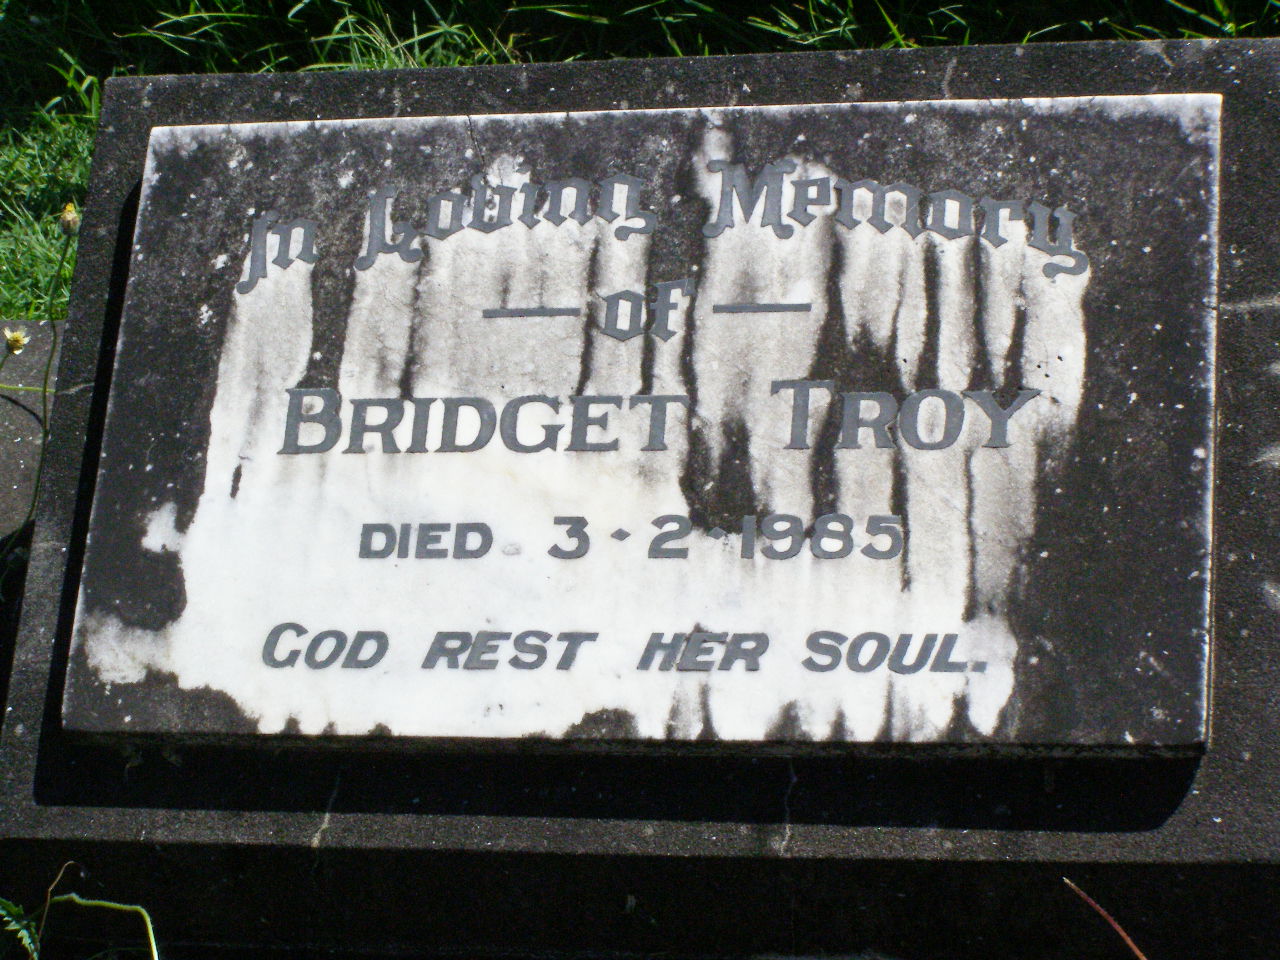 In Loving Memory
— of —
BRIDGET TROY
DIED 3·2·1985
GOD REST HER SOUL.